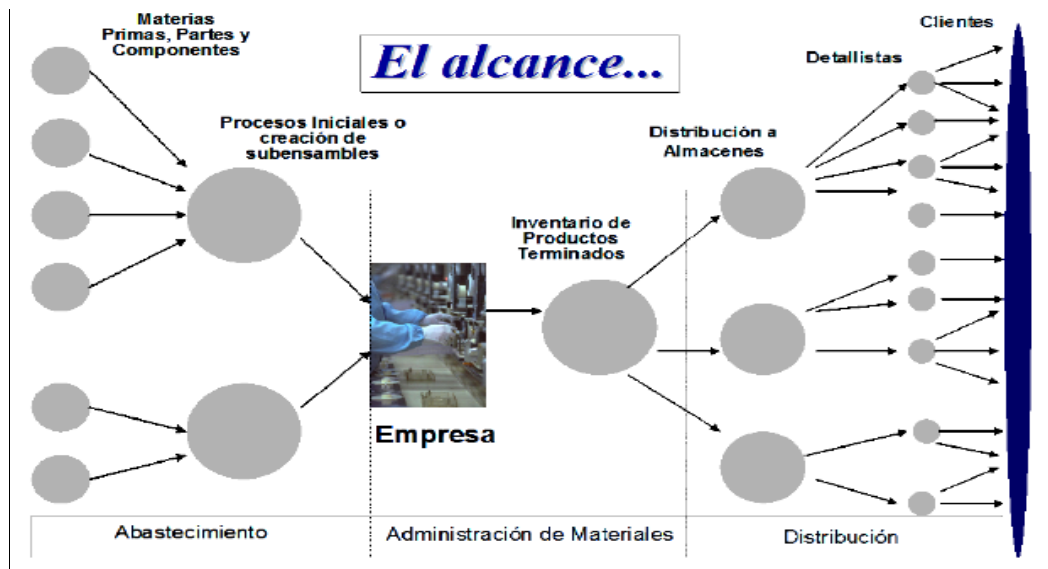 Materias
Primas, Partes y
Componentes
El alcance...
Clientes
Detallistas
Procesos Iniciales o
creación de
subensambles
Distribución a
Almacenes
Inventario de
Productos
Terminados
Empresa
Abastecimiento
Administración de Materiales
Distribución